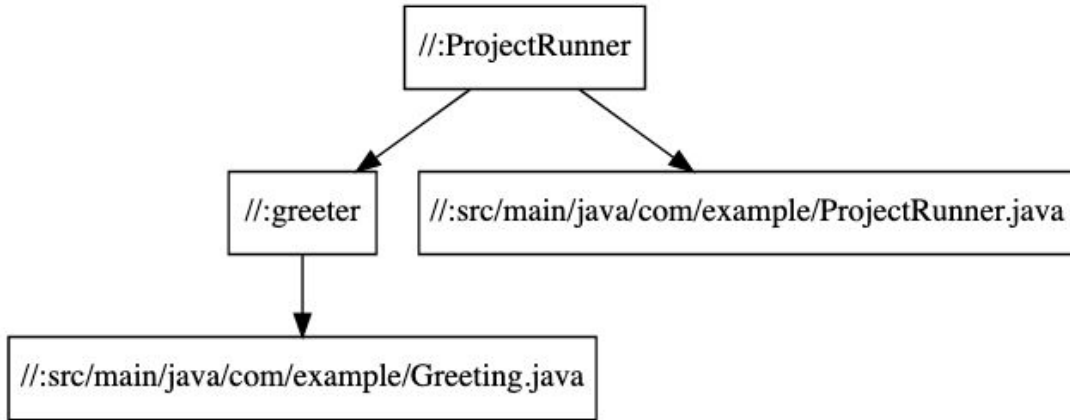 //:ProjectRunner
//:greeter
//:src/main/java/com/example/ProjectRunner.java
//:src/main/java/com/example/Greeting.java